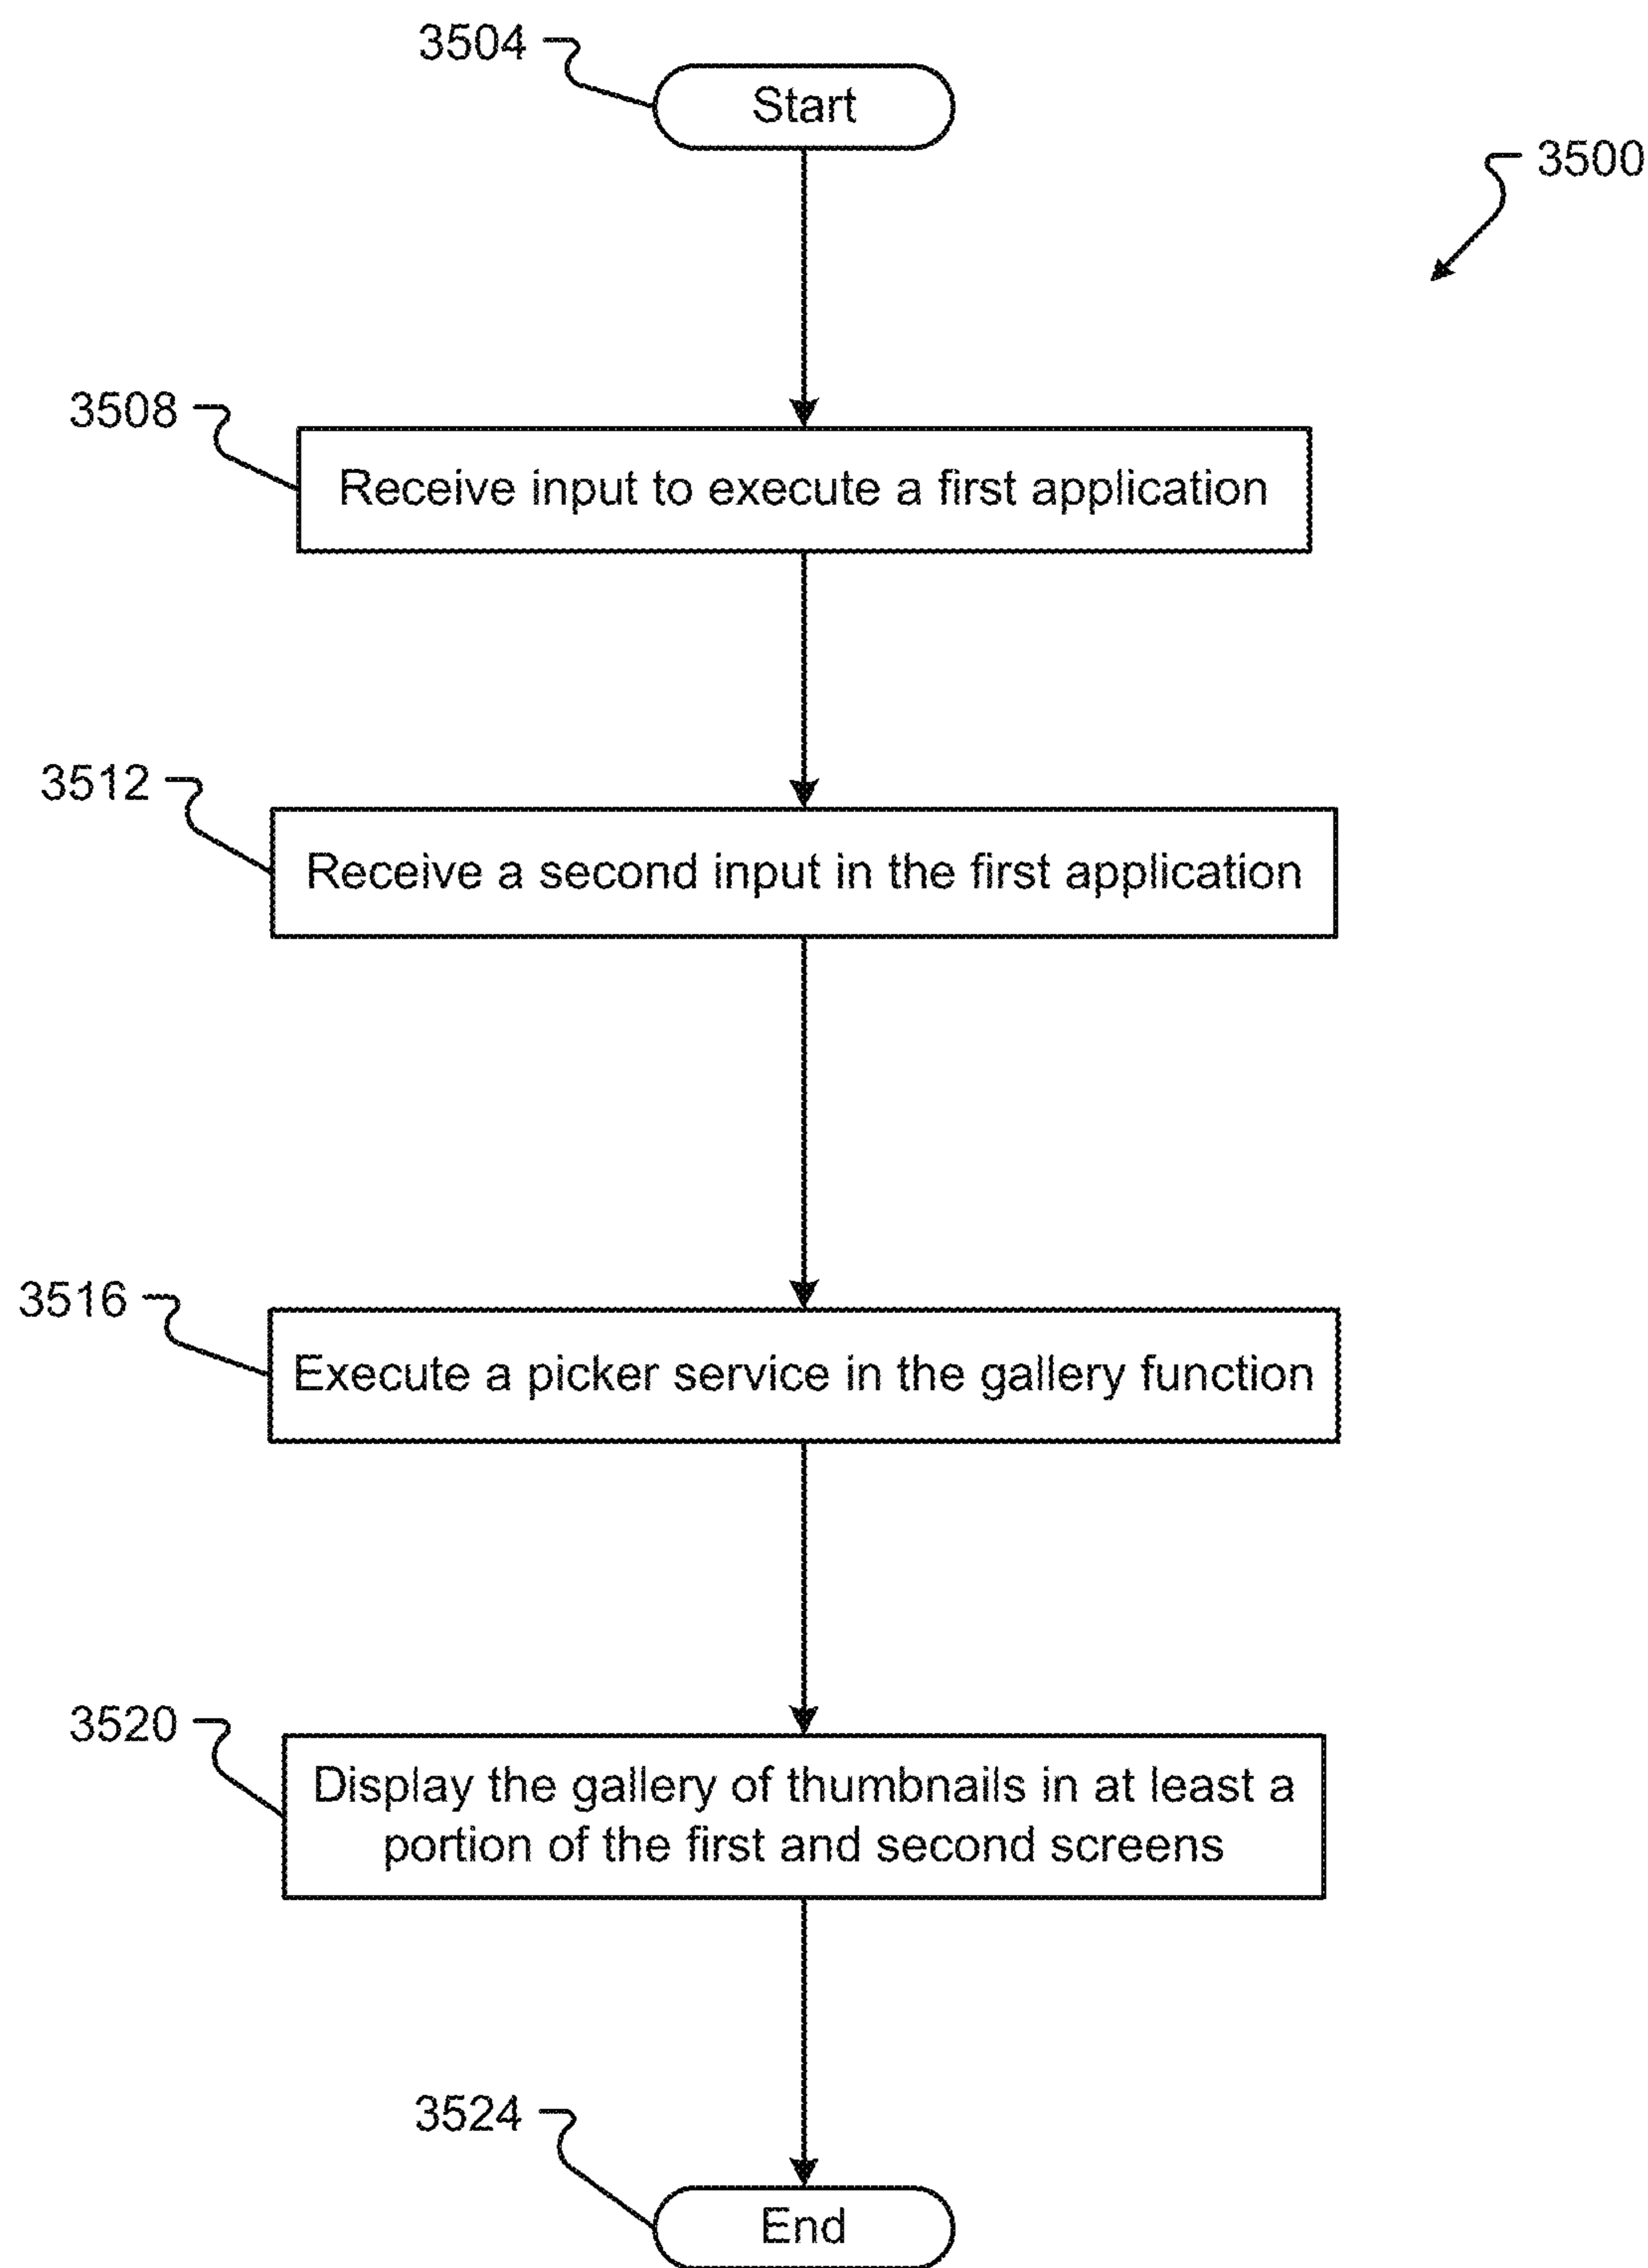 3504
Start
3500
3508
Receive input to execute a first application
3512
Receive a second input in the first application
3516
Execute a picker service in the gallery function
3520
Display the gallery of thumbnails in at least a
portion of the first and second screens
3524
End